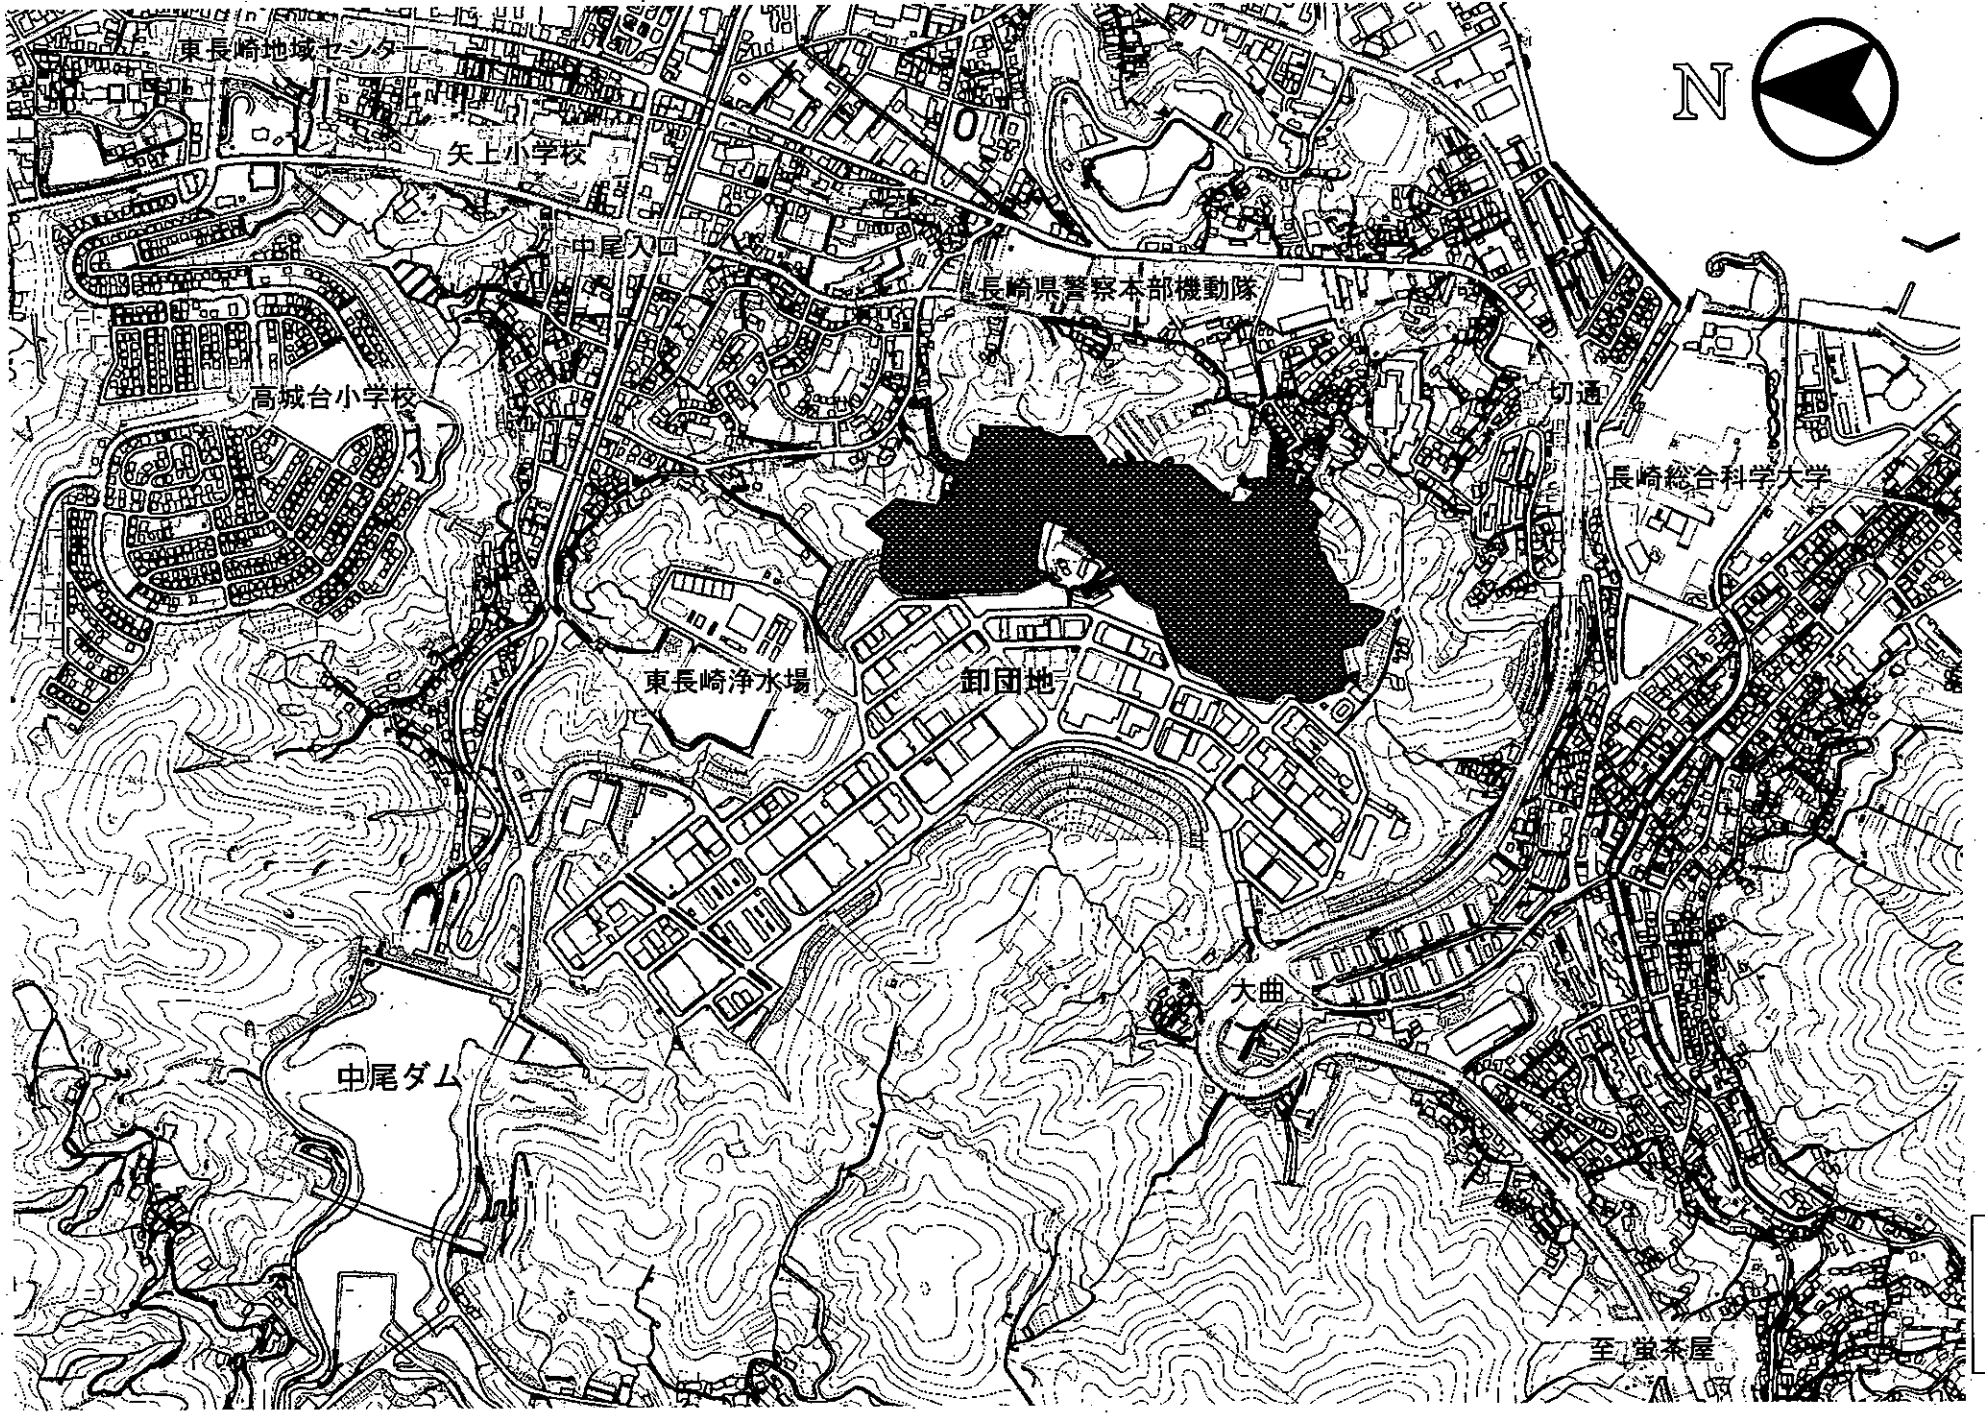 東長崎地域センター
N
矢上小学校
中尾入口
長崎県警察本部機動隊
高城台小学校
切通
長崎総合科学大学
東長崎浄水場
卸団地
大曲
中尾ダム
至 蛍茶屋